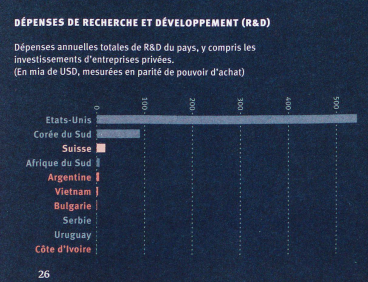 DÉPENSES DE RECHERCHE ET DÉVELOPPEMENT (R&D)
Dépenses annuelles totales de R&D du pays, y compris les
investissements d'entreprises privées.
(En mia de USD, mesurées en parité de pouvoir d'achat)
0 100 200 300 400 500
Etats-Unis
Corée du Sud
Suisse
Afrique du Sud
Argentine
Vietnam
Bulgarie
Serbie
Uruguay
Côte d'Ivoire
26